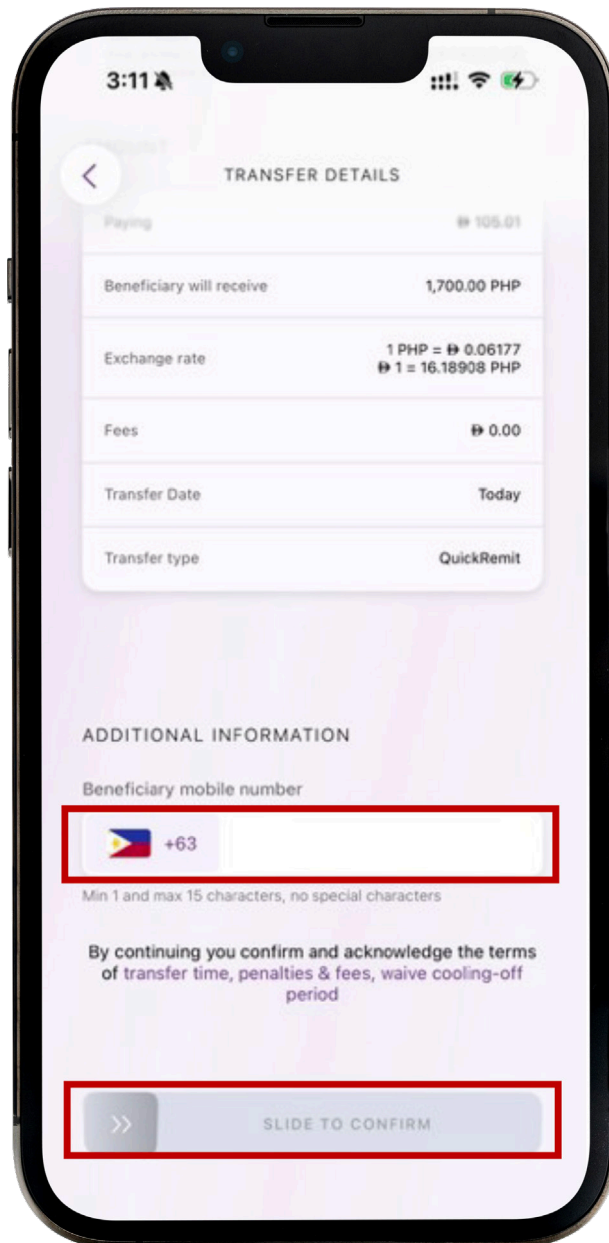 3:11
AMOUNT
TRANSFER DETAILS
Paying  105.01
Beneficiary will receive 1,700.00 PHP
Exchange rate 1 PHP =  0.06177
 1 = 16.18908 PHP
Fees  0.00
Transfer Date Today
Transfer type QuickRemit
ADDITIONAL INFORMATION
Beneficiary mobile number
+63
Min 1 and max 15 characters, no special characters
By continuing you confirm and acknowledge the terms
of transfer time, penalties & fees, waive cooling-off
period
SLIDE TO CONFIRM